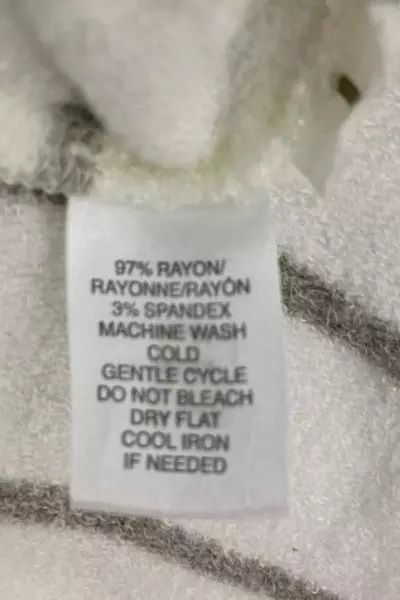 97% RAYON/
RAYONNE/RAYÓN
3% SPANDEX
MACHINE WASH
COLD
GENTLE CYCLE
DO NOT BLEACH
DRY FLAT
COOL IRON
IF NEEDED